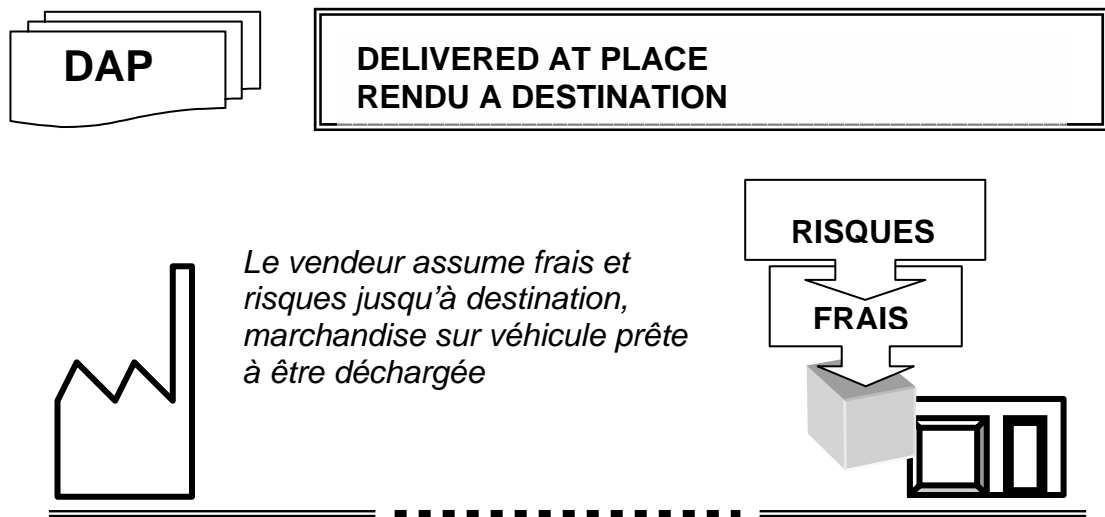 DAP
DELIVERED AT PLACE
RENDU A DESTINATION
RISQUES
FRAIS
Le vendeur assume frais et
risques jusqu’à destination,
marchandise sur véhicule prête
à être déchargée